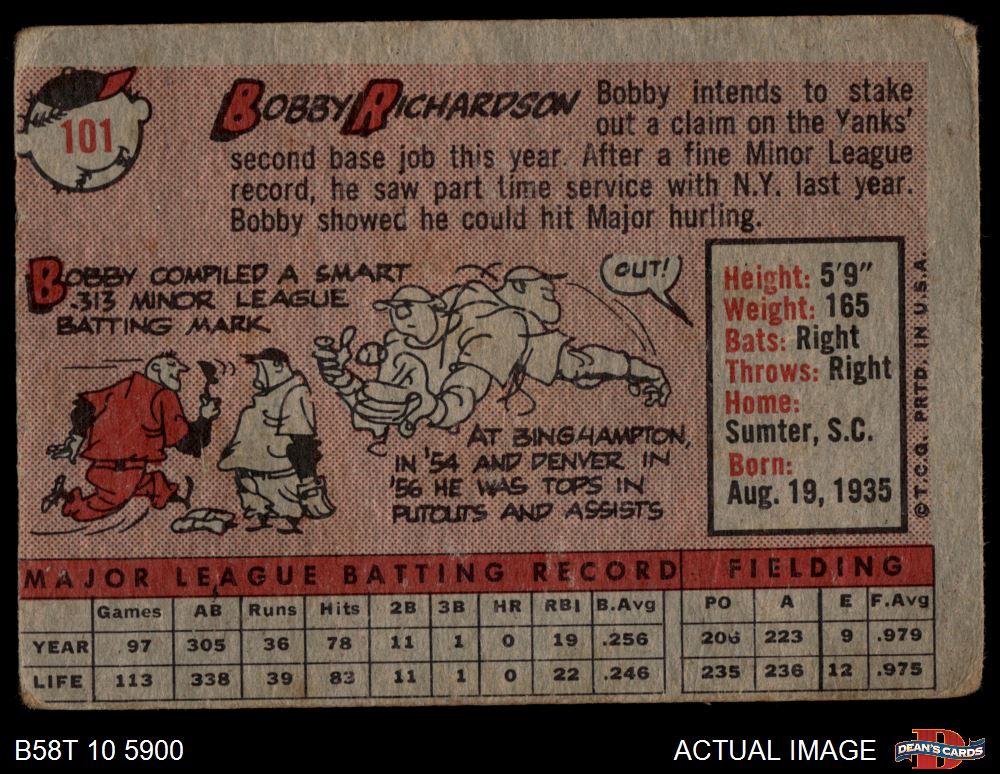 101
BOBBY RICHARDSON
Bobby intends to stake
out a claim on the Yanks'
second base job this year. After a fine Minor League
record, he saw part time service with N.Y. last year.
Bobby showed he could hit Major hurling.
BOBBY COMPILED A SMART
.313 MINOR LEAGUE
BATTING MARK
OUT!
AT BINGHAMPTON,
IN '54 AND DENVER IN
'56 HE WAS TOPS IN
PUTOUTS AND ASSISTS
Height: 5'9"
Weight: 165
Bats: Right
Throws: Right
Home:
Sumter, S.C.
Born:
Aug. 19, 1935
© T.C.G. PRTD. IN U.S.A.
MAJOR LEAGUE BATTING RECORD FIELDING
Games AB Runs Hits 2B 3B HR RBI B.Avg PO A E F.Avg
YEAR 97 305 36 78 11 1 0 19 .256 206 223 9 .979
LIFE 113 338 39 83 11 1 0 22 .246 235 236 12 .975
B58T 10 5900
ACTUAL IMAGE
DEAN'S CARDS